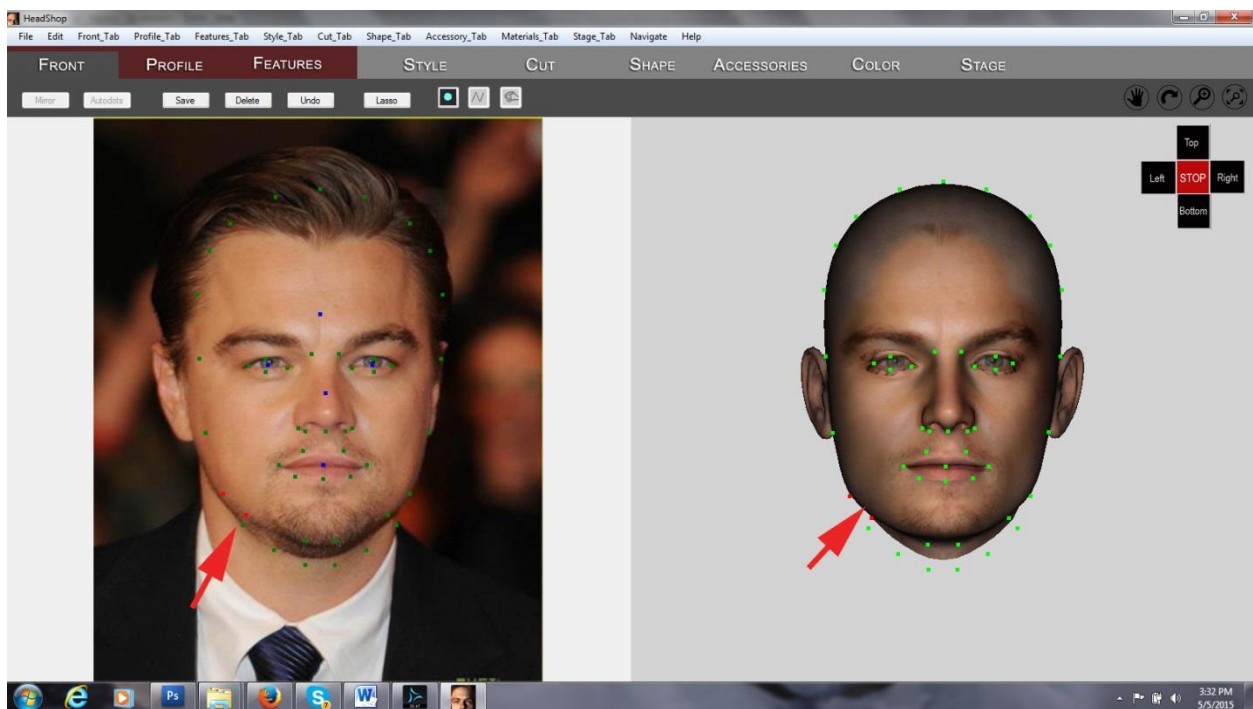 HeadShop
File Edit Front_Tab Profile_Tab Features_Tab Style_Tab Cut_Tab Shape_Tab Accessory_Tab Materials_Tab Stage_Tab Navigate Help
FRONT PROFILE FEATURES STYLE CUT SHAPE ACCESSORIES COLOR STAGE
Mirror Autodots Save Delete Undo Lasso
Top
Left STOP Right
Bottom
Ps S W
3:32 PM
5/5/2015